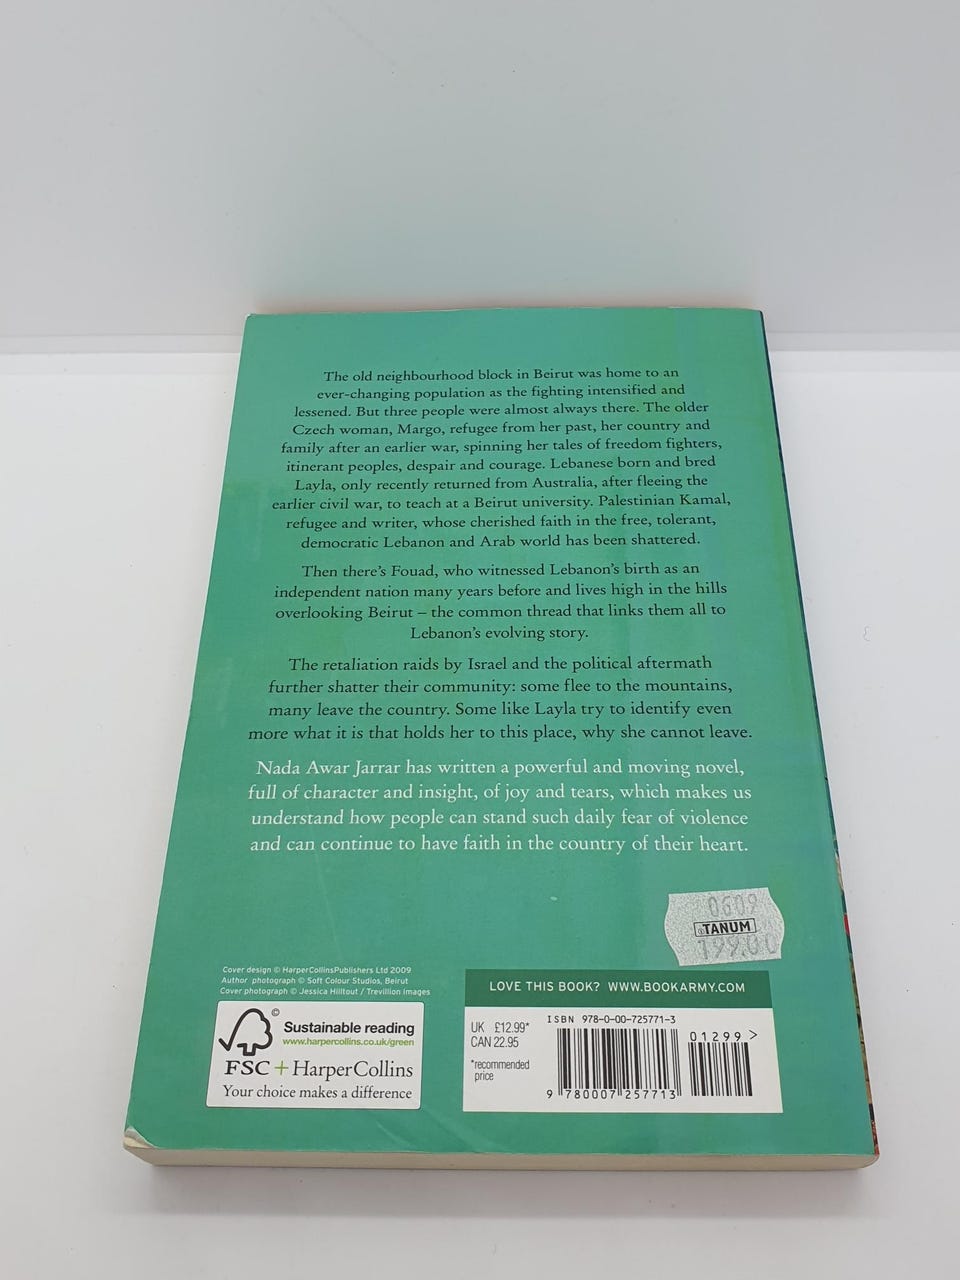 The old neighbourhood block in Beirut was home to an
ever-changing population as the fighting intensified and
lessened. But three people were almost always there. The older
Czech woman, Margo, refugee from her past, her country and
family after an earlier war, spinning her tales of freedom fighters,
itinerant peoples, despair and courage. Lebanese born and bred
Layla, only recently returned from Australia, after fleeing the
earlier civil war, to teach at a Beirut university. Palestinian Kamal,
refugee and writer, whose cherished faith in the free, tolerant,
democratic Lebanon and Arab world has been shattered.
Then there's Fouad, who witnessed Lebanon's birth as an
independent nation many years before and lives high in the hills
overlooking Beirut – the common thread that links them all to
Lebanon's evolving story.
The retaliation raids by Israel and the political aftermath
further shatter their community: some flee to the mountains,
many leave the country. Some like Layla try to identify even
more what it is that holds her to this place, why she cannot leave.
Nada Awar Jarrar has written a powerful and moving novel,
full of character and insight, of joy and tears, which makes us
understand how people can stand such daily fear of violence
and can continue to have faith in the country of their heart.
0609
TANUM
199.00
Cover design © HarperCollinsPublishers Ltd 2009
Author photograph © Soft Colour Studios, Beirut
Cover photograph © Jessica Hilltout / Trevillion Images
©
Sustainable reading
www.harpercollins.co.uk/green
FSC + HarperCollins
Your choice makes a difference
LOVE THIS BOOK? WWW.BOOKARMY.COM
UK £12.99*
CAN 22.95
*recommended
price
ISBN 978-0-00-725771-3
01299 >
9 780007 257713